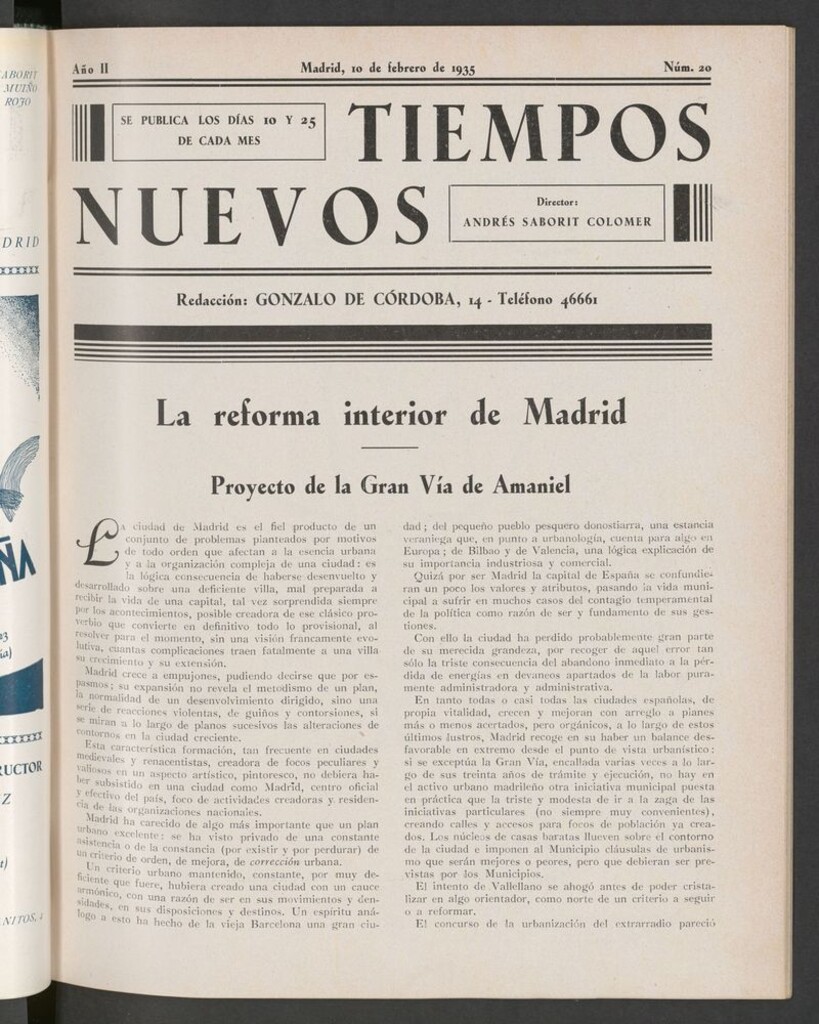 ABORIT
MUIÑO
ROJO
DRID
ÑA
RUCTOR
Z
NITOS, 4
Año II
Madrid, 10 de febrero de 1935
Núm. 20
SE PUBLICA LOS DÍAS 10 Y 25
DE CADA MES
TIEMPOS
NUEVOS
Director:
ANDRÉS SABORIT COLOMER
Redacción: GONZALO DE CÓRDOBA, 14 - Teléfono 46661
La reforma interior de Madrid
Proyecto de la Gran Vía de Amaniel
La ciudad de Madrid es el fiel producto de un
conjunto de problemas planteados por motivos
de todo orden que afectan a la esencia urbana
y a la organización compleja de una ciudad: es
la lógica consecuencia de haberse desenvuelto y
desarrollado sobre una deficiente villa, mal preparada a
recibir la vida de una capital, tal vez sorprendida siempre
por los acontecimientos, posible creadora de ese clásico pro-
verbio que convierte en definitivo todo lo provisional, al
resolver para el momento, sin una visión francamente evo-
lutiva, cuantas complicaciones traen fatalmente a una villa
su crecimiento y su extensión.
Madrid crece a empujones, pudiendo decirse que por es-
pasmos; su expansión no revela el metodismo de un plan,
la normalidad de un desenvolvimiento dirigido, sino una
serie de reacciones violentas, de guiños y contorsiones, si
se miran a lo largo de planos sucesivos las alteraciones de
contornos en la ciudad creciente.
Esta característica formación, tan frecuente en ciudades
medievales y renacentistas, creadora de focos peculiares y
valiosos en un aspecto artístico, pintoresco, no debiera ha-
ber subsistido en una ciudad como Madrid, centro oficial
y efectivo del país, foco de actividades creadoras y residen-
cia de las organizaciones nacionales.
Madrid ha carecido de algo más importante que un plan
urbano excelente: se ha visto privado de una constante
asistencia o de la constancia (por existir y por perdurar) de
un criterio de orden, de mejora, de corrección urbana.
Un criterio urbano mantenido, constante, por muy de-
ficiente que fuere, hubiera creado una ciudad con un cauce
armónico, con una razón de ser en sus movimientos y den-
sidades, en sus disposiciones y destinos. Un espíritu aná-
logo a esto ha hecho de la vieja Barcelona una gran ciu-
dad; del pequeño pueblo pesquero donostiarra, una estancia
veraniega que, en punto a urbanología, cuenta para algo en
Europa; de Bilbao y de Valencia, una lógica explicación de
su importancia industriosa y comercial.
Quizá por ser Madrid la capital de España se confundie-
ran un poco los valores y atributos, pasando la vida muni-
cipal a sufrir en muchos casos del contagio temperamental
de la política como razón de ser y fundamento de sus ges-
tiones.
Con ello la ciudad ha perdido probablemente gran parte
de su merecida grandeza, por recoger de aquel error tan
sólo la triste consecuencia del abandono inmediato a la pér-
dida de energías en devaneos apartados de la labor pura-
mente administradora y administrativa.
En tanto todas o casi todas las ciudades españolas, de
propia vitalidad, crecen y mejoran con arreglo a planes
más o menos acertados, pero orgánicos, a lo largo de estos
últimos lustros, Madrid recoge en su haber un balance des-
favorable en extremo desde el punto de vista urbanístico:
si se exceptúa la Gran Vía, encallada varias veces a lo lar-
go de sus treinta años de trámite y ejecución, no hay en
el activo urbano madrileño otra iniciativa municipal puesta
en práctica que la triste y modesta de ir a la zaga de las
iniciativas particulares (no siempre muy convenientes),
creando calles y accesos para focos de población ya crea-
dos. Los núcleos de casas baratas llueven sobre el contorno
de la ciudad e imponen al Municipio cláusulas de urbanis-
mo que serán mejores o peores, pero que debieran ser pre-
vistas por los Municipios.
El intento de Vallellano se ahogó antes de poder crista-
lizar en algo orientador, como norte de un criterio a seguir
o a reformar.
El concurso de la urbanización del extrarradio pareció